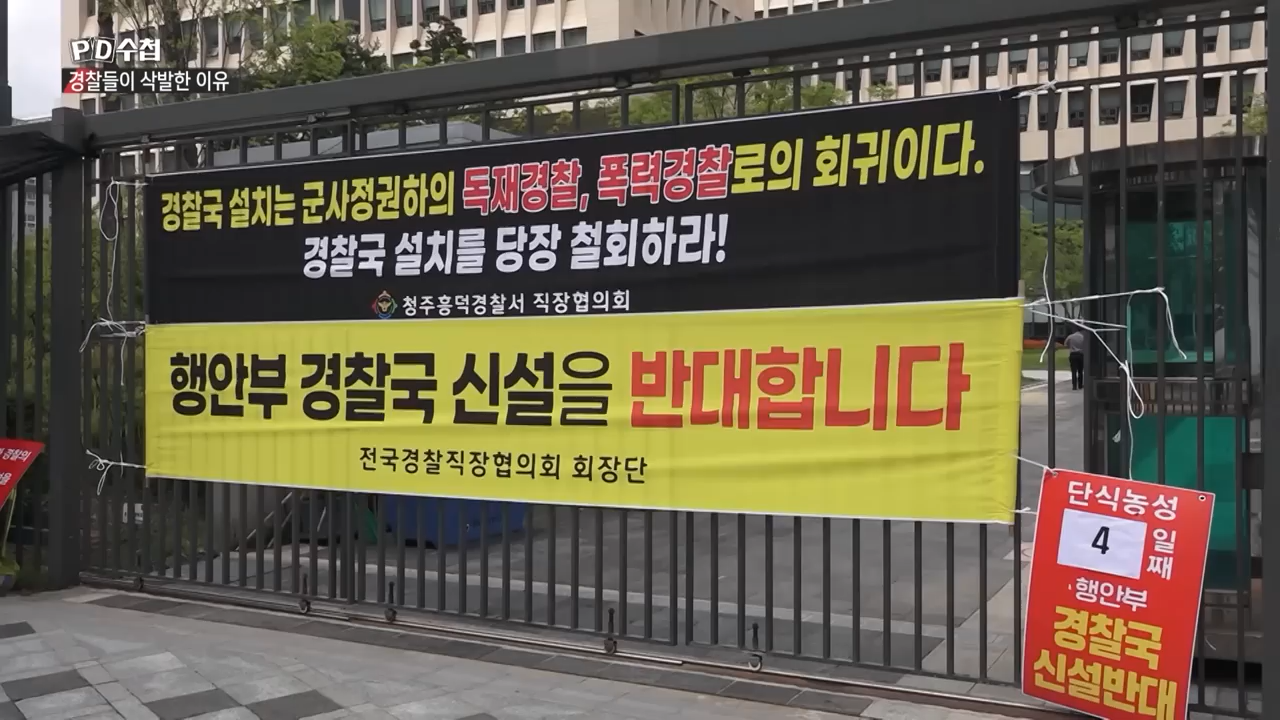 PD수첩
경찰들이 삭발한 이유
경찰국 설치는 군사정권하의 독재경찰, 폭력경찰로의 회귀이다.
경찰국 설치를 당장 철회하라!
청주흥덕경찰서 직장협의회
행안부 경찰국 신설을 반대합니다
전국경찰직장협의회 회장단
단식농성
4일째
행안부
경찰국
신설반대
경찰의